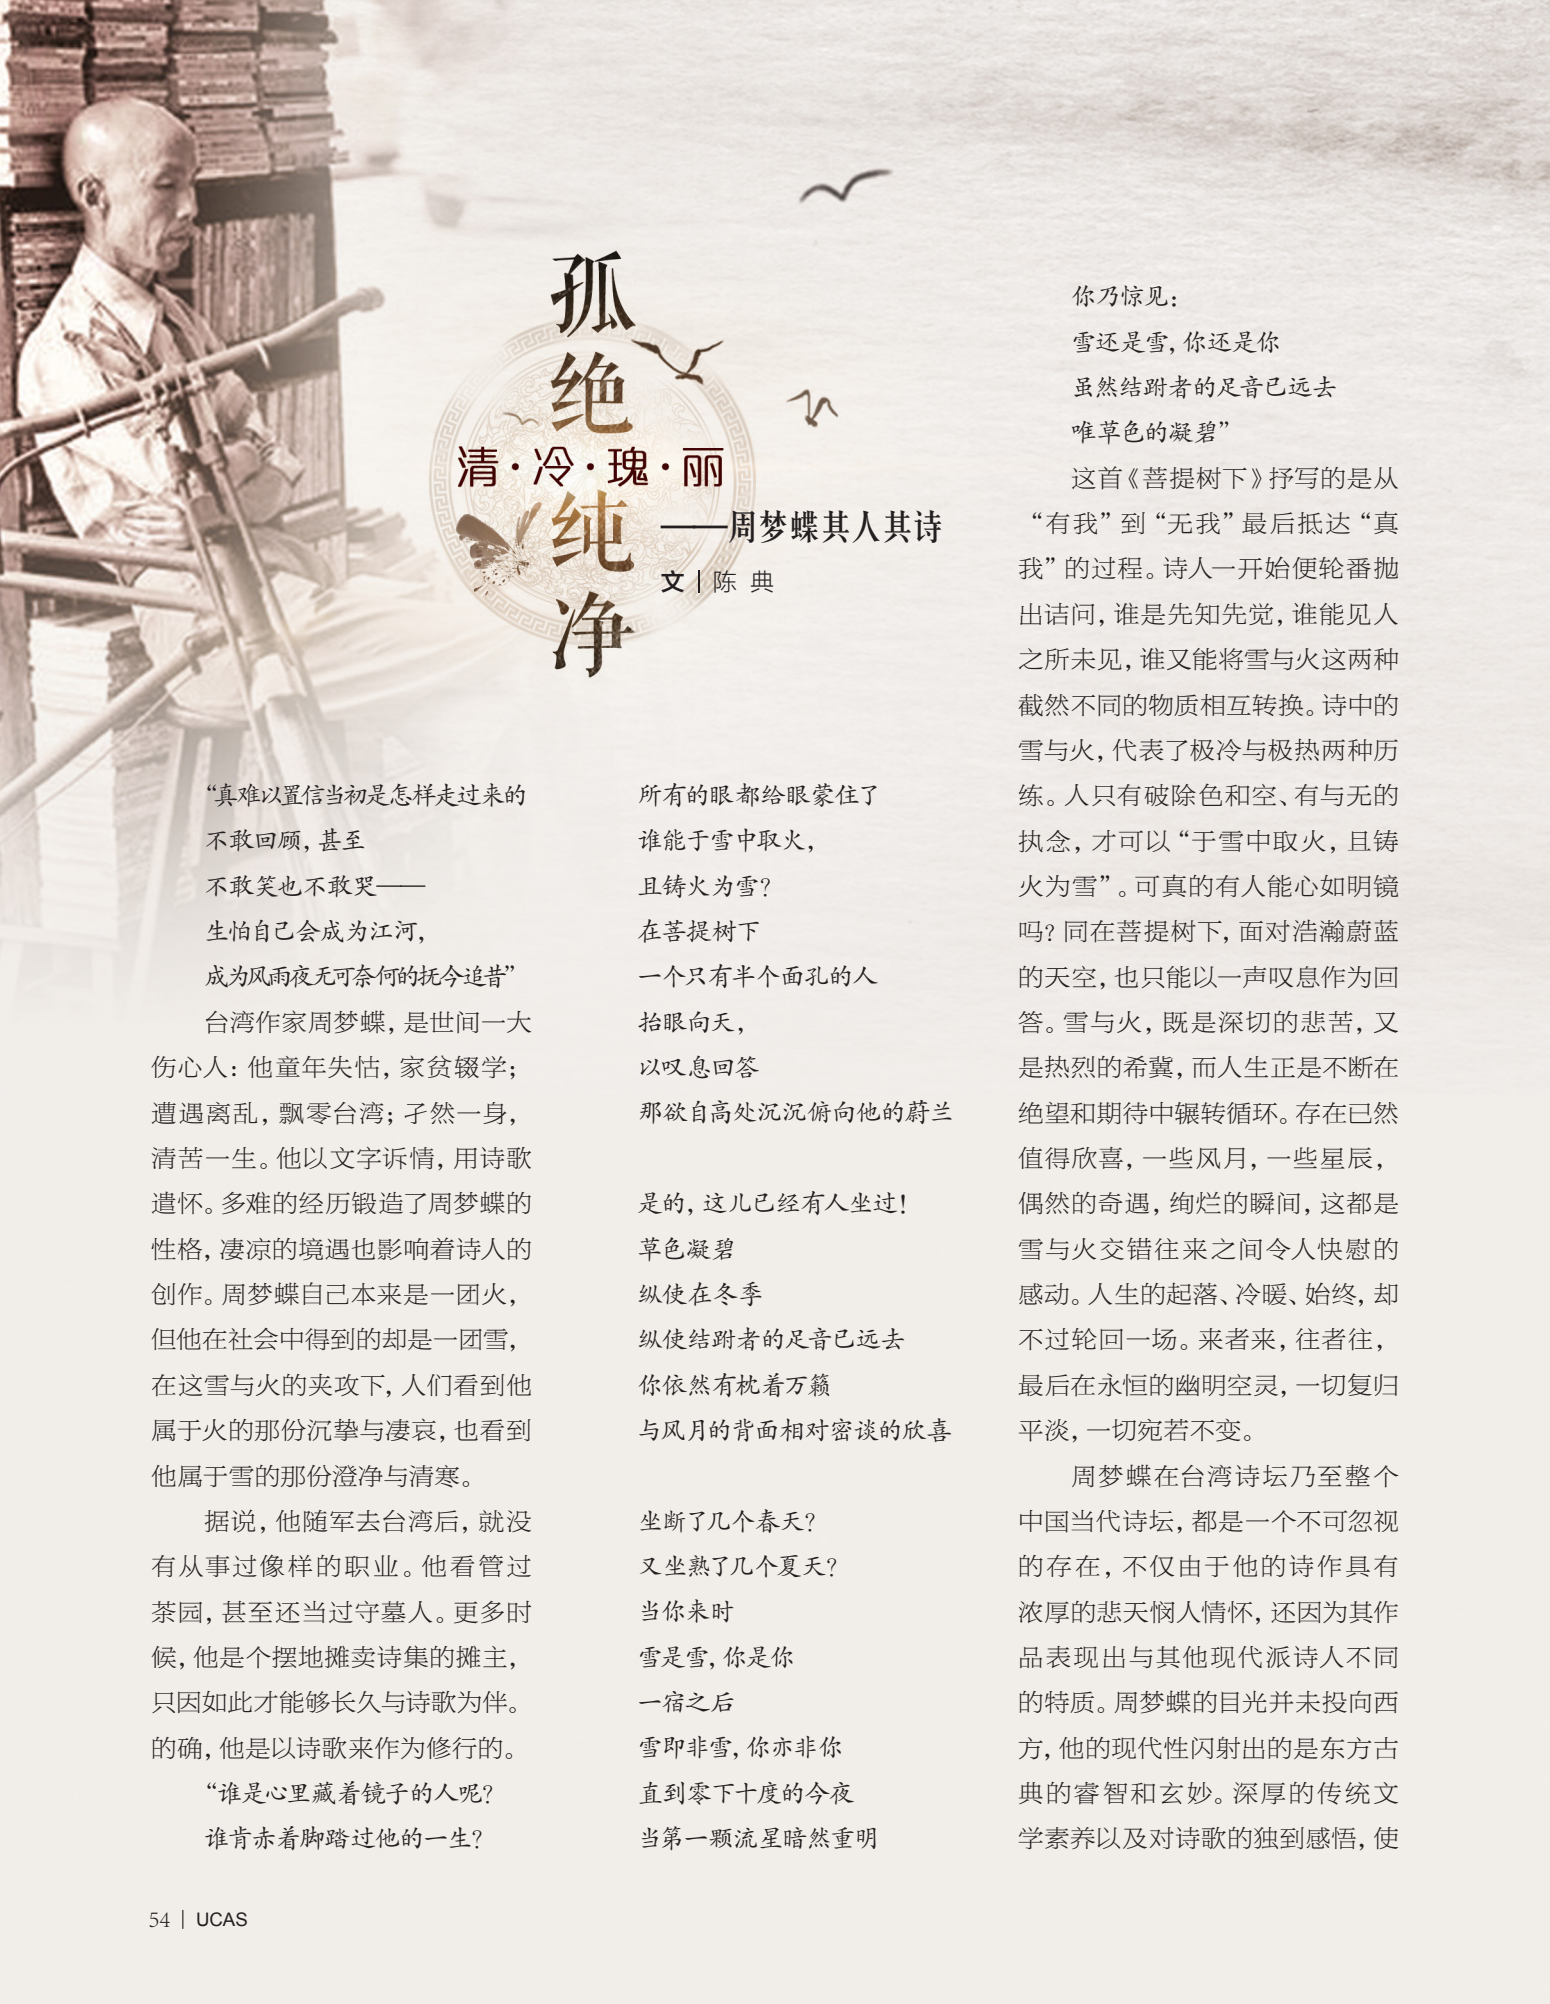 孤绝纯净
清·冷·瑰·丽
——周梦蝶其人其诗
文｜陈 典
“真难以置信当初是怎样走过来的
不敢回顾，甚至
不敢笑也不敢哭——
生怕自己会成为江河，
成为风雨夜无可奈何的抚今追昔”
台湾作家周梦蝶，是世间一大
伤心人：他童年失怙，家贫辍学；
遭遇离乱，飘零台湾；孑然一身，
清苦一生。他以文字诉情，用诗歌
遣怀。多难的经历锻造了周梦蝶的
性格，凄凉的境遇也影响着诗人的
创作。周梦蝶自己本来是一团火，
但他在社会中得到的却是一团雪，
在这雪与火的夹攻下，人们看到他
属于火的那份沉挚与凄哀，也看到
他属于雪的那份澄净与清寒。
据说，他随军去台湾后，就没
有从事过像样的职业。他看管过
茶园，甚至还当过守墓人。更多时
候，他是个摆地摊卖诗集的摊主，
只因如此才能够长久与诗歌为伴。
的确，他是以诗歌来作为修行的。
“谁是心里藏着镜子的人呢？
谁肯赤着脚踏过他的一生？
所有的眼都给眼蒙住了
谁能于雪中取火，
且铸火为雪？
在菩提树下
一个只有半个面孔的人
抬眼向天，
以叹息回答
那欲自高处沉沉俯向他的蔚兰
是的，这儿已经有人坐过！
草色凝碧
纵使在冬季
纵使结跗者的足音已远去
你依然有枕着万籁
与风月的背面相对密谈的欣喜
坐断了几个春天？
又坐熟了几个夏天？
当你来时
雪是雪，你是你
一宿之后
雪即非雪，你亦非你
直到零下十度的今夜
当第一颗流星暗然重明
你乃惊见：
雪还是雪，你还是你
虽然结跗者的足音已远去
唯草色的凝碧”
这首《菩提树下》抒写的是从
“有我”到“无我”最后抵达“真
我”的过程。诗人一开始便轮番抛
出诘问，谁是先知先觉，谁能见人
之所未见，谁又能将雪与火这两种
截然不同的物质相互转换。诗中的
雪与火，代表了极冷与极热两种历
练。人只有破除色和空、有与无的
执念，才可以“于雪中取火，且铸
火为雪”。可真的有人能心如明镜
吗？同在菩提树下，面对浩瀚蔚蓝
的天空，也只能以一声叹息作为回
答。雪与火，既是深切的悲苦，又
是热烈的希冀，而人生正是不断在
绝望和期待中辗转循环。存在已然
值得欣喜，一些风月，一些星辰，
偶然的奇遇，绚烂的瞬间，这都是
雪与火交错往来之间令人快慰的
感动。人生的起落、冷暖、始终，却
不过轮回一场。来者来，往者往，
最后在永恒的幽明空灵，一切复归
平淡，一切宛若不变。
周梦蝶在台湾诗坛乃至整个
中国当代诗坛，都是一个不可忽视
的存在，不仅由于他的诗作具有
浓厚的悲天悯人情怀，还因为其作
品表现出与其他现代派诗人不同
的特质。周梦蝶的目光并未投向西
方，他的现代性闪射出的是东方古
典的睿智和玄妙。深厚的传统文
学素养以及对诗歌的独到感悟，使
54｜UCAS